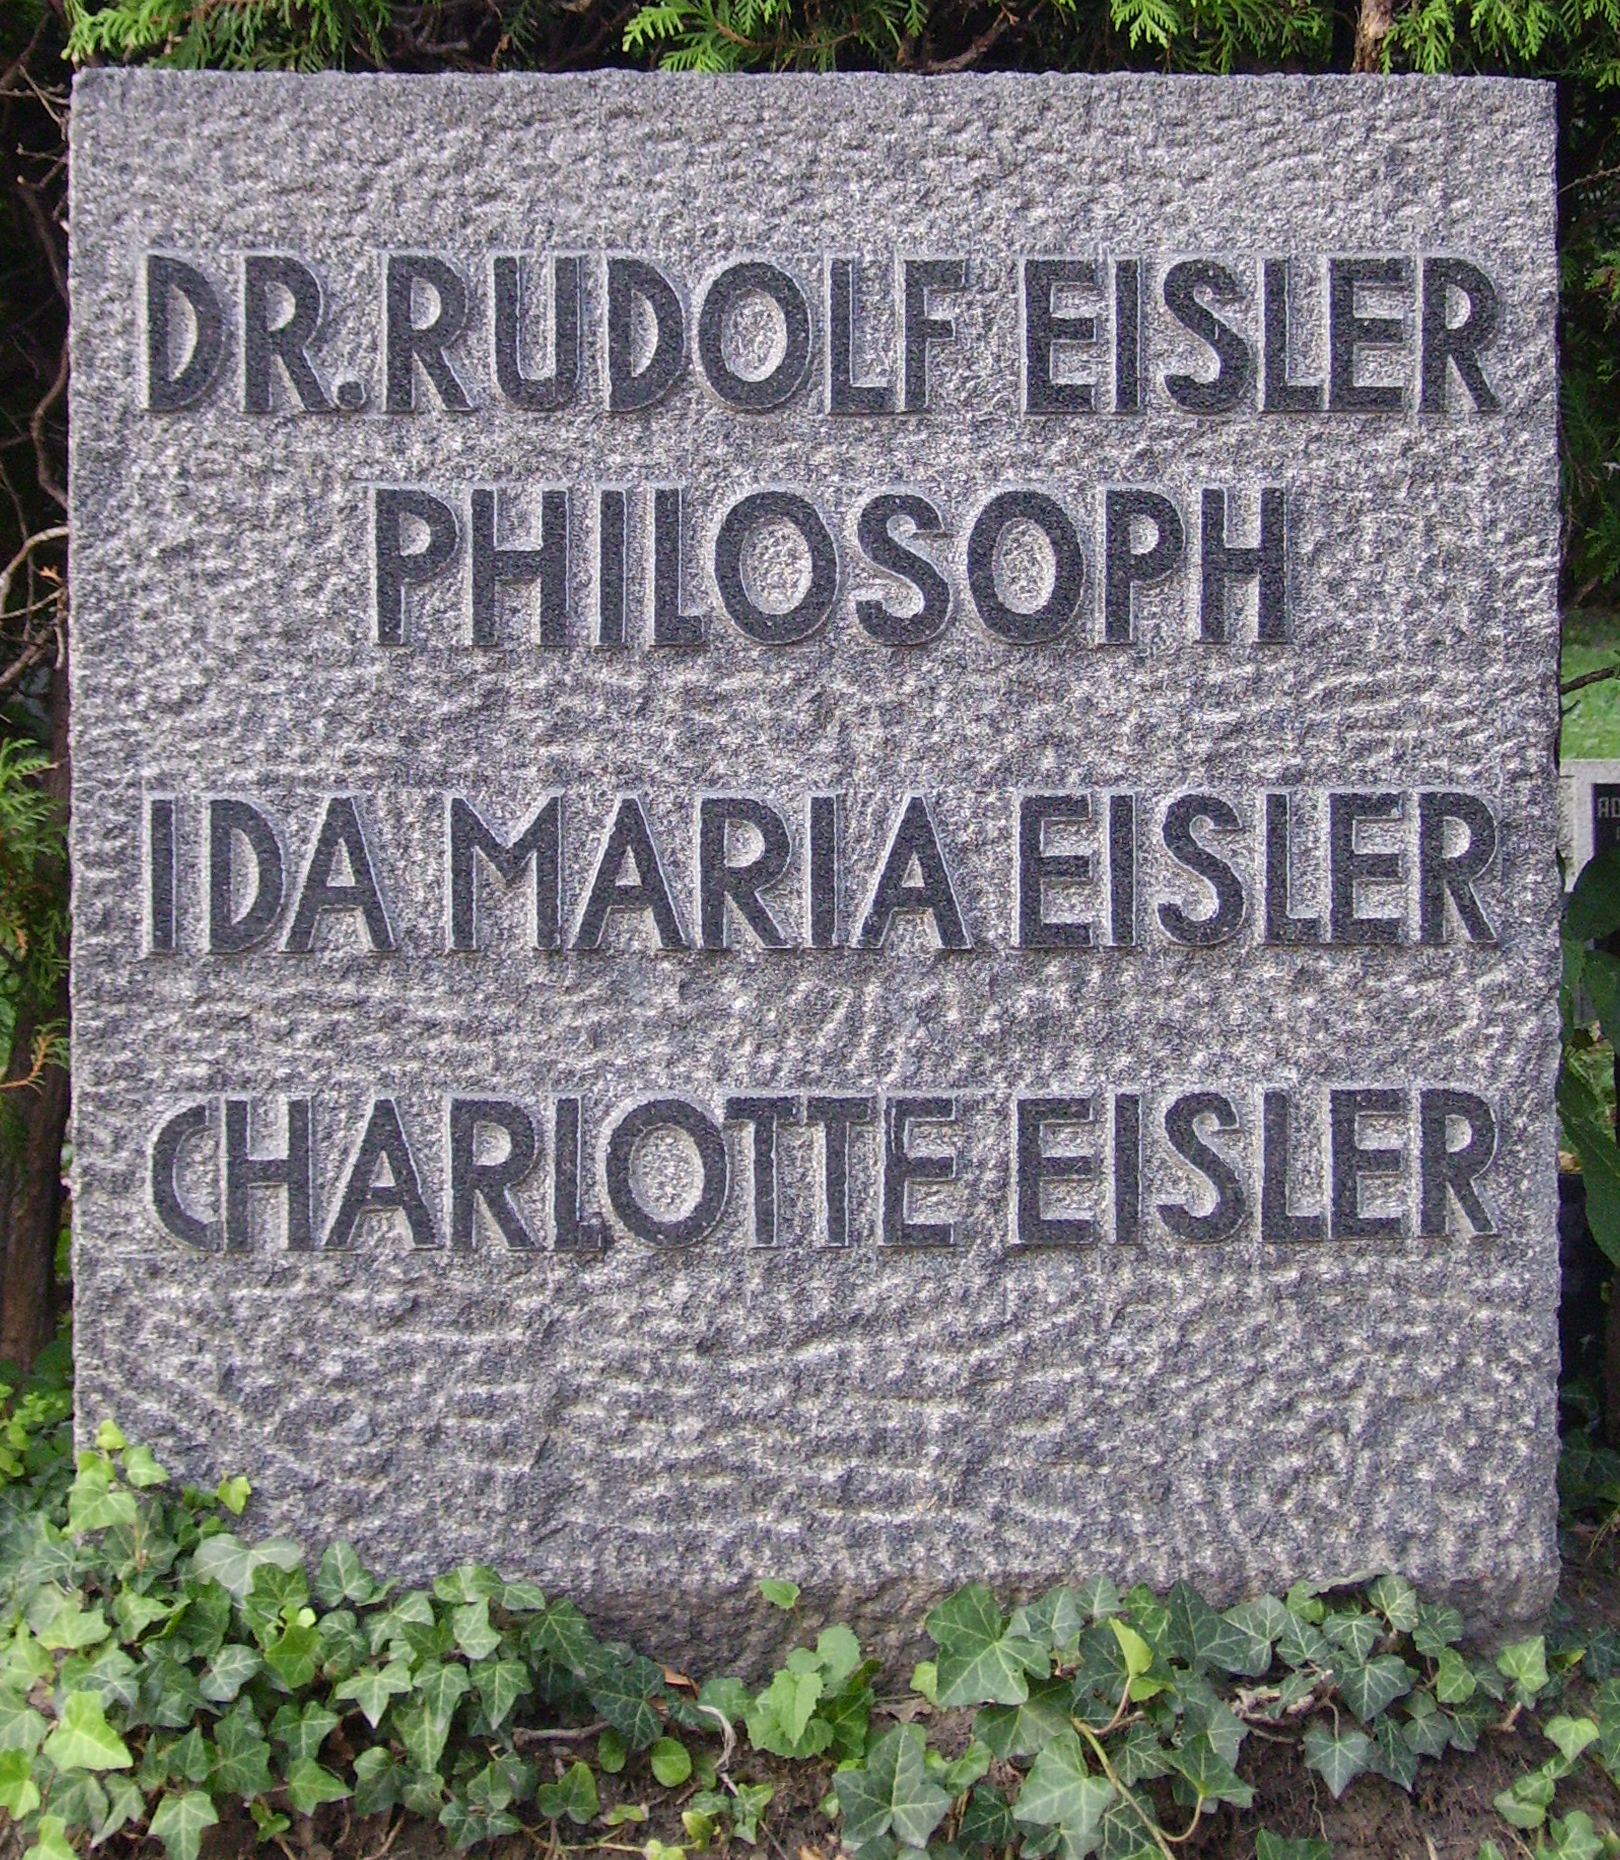 DR. RUDOLF EISLER
PHILOSOPH
IDA MARIA EISLER
CHARLOTTE EISLER